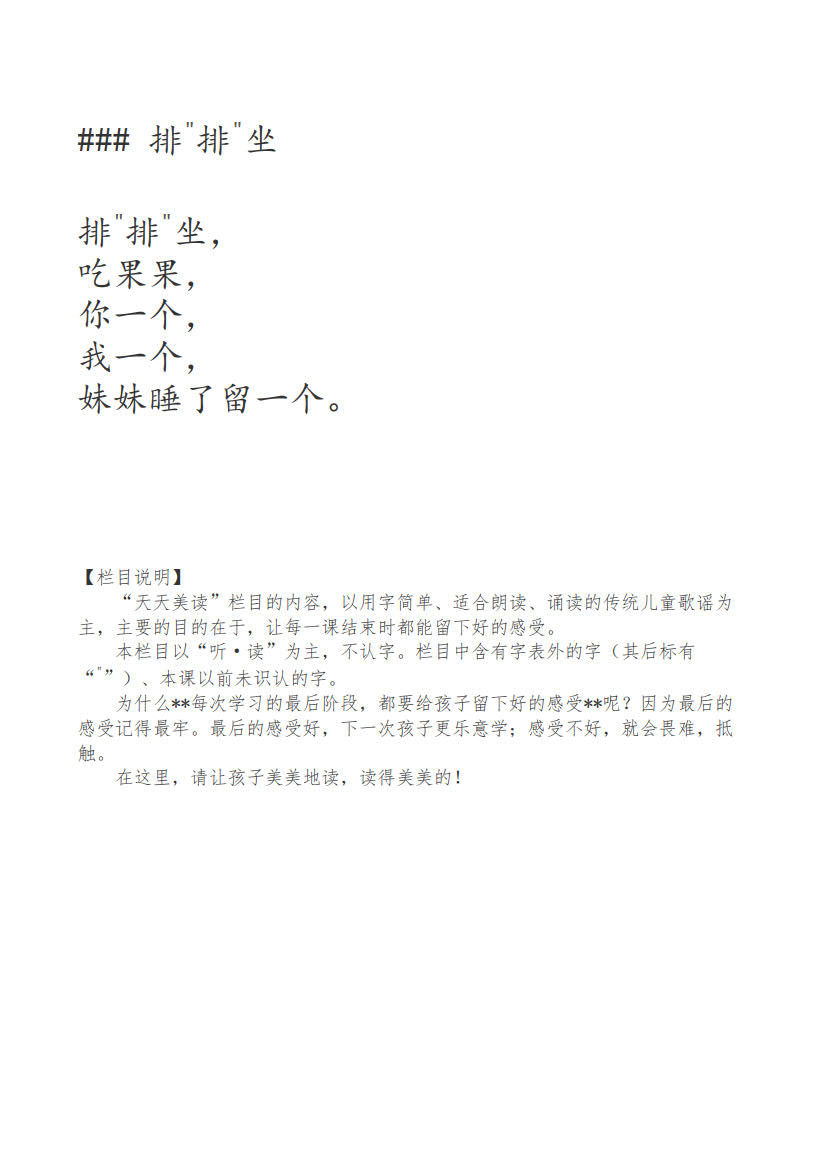 ### 排"排"坐
排"排"坐，
吃果果，
你一个，
我一个，
妹妹睡了留一个。
【栏目说明】
“天天美读”栏目的内容，以用字简单、适合朗读、诵读的传统儿童歌谣为
主，主要的目的在于，让每一课结束时都能留下好的感受。
本栏目以“听·读”为主，不认字。栏目中含有字表外的字（其后标有
“"”）、本课以前未识认的字。
为什么**每次学习的最后阶段，都要给孩子留下好的感受**呢？因为最后的
感受记得最牢。最后的感受好，下一次孩子更乐意学；感受不好，就会畏难，抵
触。
在这里，请让孩子美美地读，读得美美的！